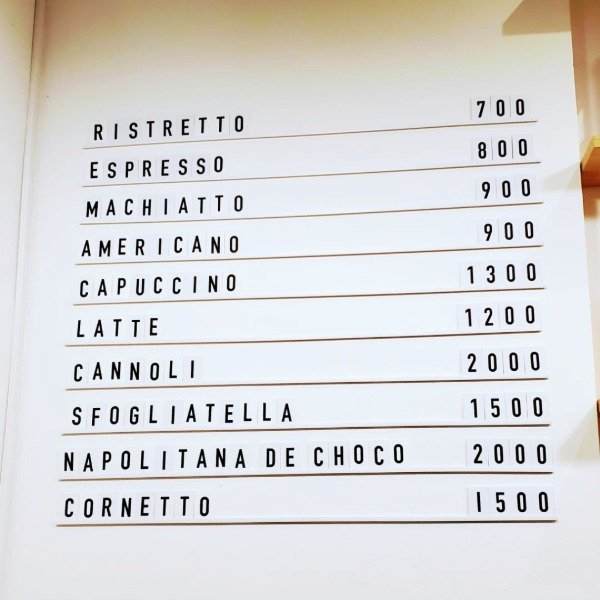 RISTRETTO 700
ESPRESSO 800
MACHIATTO 900
AMERICANO 900
CAPUCCINO 1300
LATTE 1200
CANNOLI 2000
SFOGLIATELLA 1500
NAPOLITANA DE CHOCO 2000
CORNETTO 1500